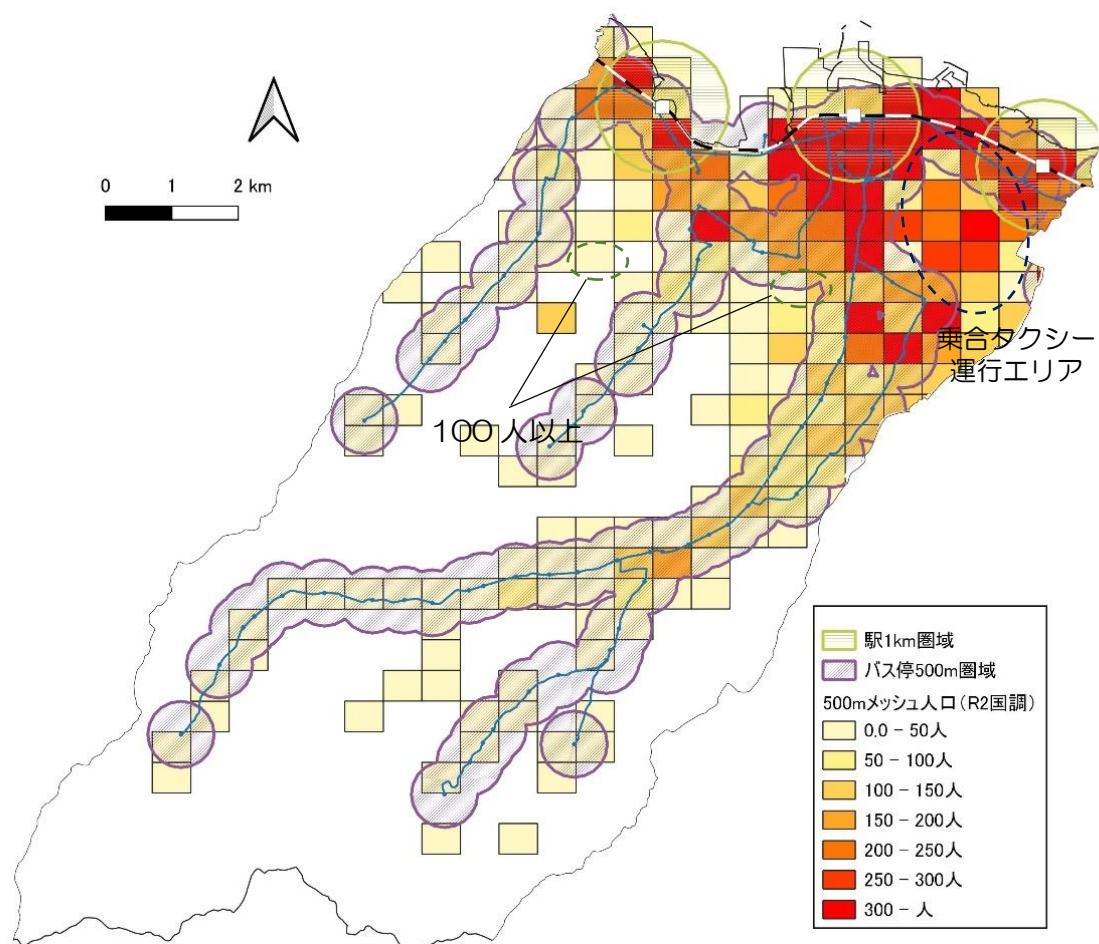 0 1 2 km
100人以上
乗合タクシー
運行エリア
駅1km圏域
バス停500m圏域
500mメッシュ人口(R2国調)
0.0 - 50人
50 - 100人
100 - 150人
150 - 200人
200 - 250人
250 - 300人
300 - 人